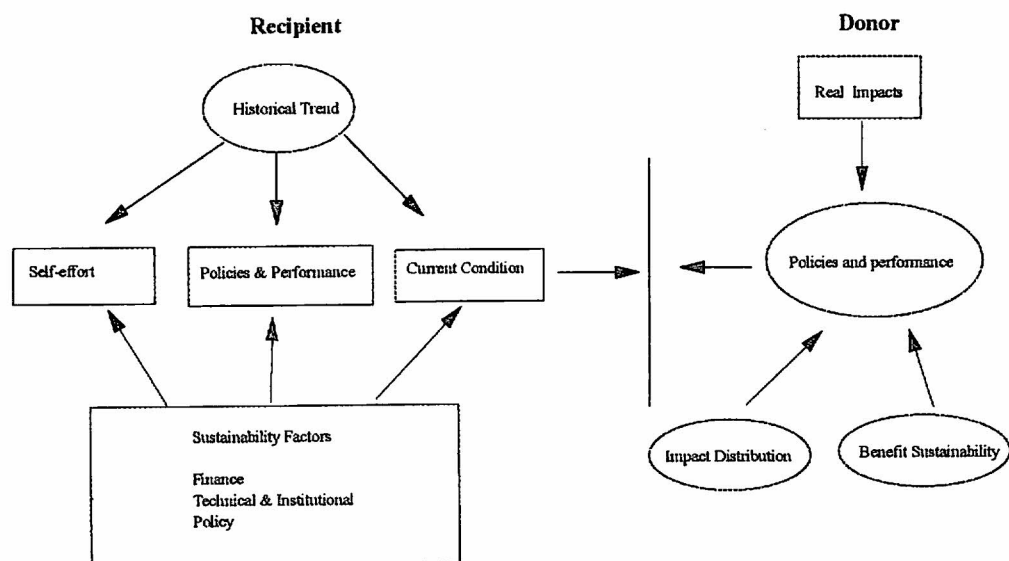 Recipient
Donor
Historical Trend
Real Impacts
Self-effort
Policies & Performance
Current Condition
Policies and performance
Sustainability Factors
Finance
Technical & Institutional
Policy
Impact Distribution
Benefit Sustainability